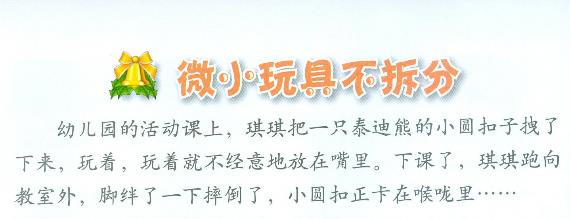 微小玩具不拆分
幼儿园的活动课上，琪琪把一只泰迪熊的小圆扣子拽了
下来，玩着，玩着就不经意地放在嘴里。下课了，琪琪跑向
教室外，脚绊了一下摔倒了，小圆扣正卡在喉咙里……